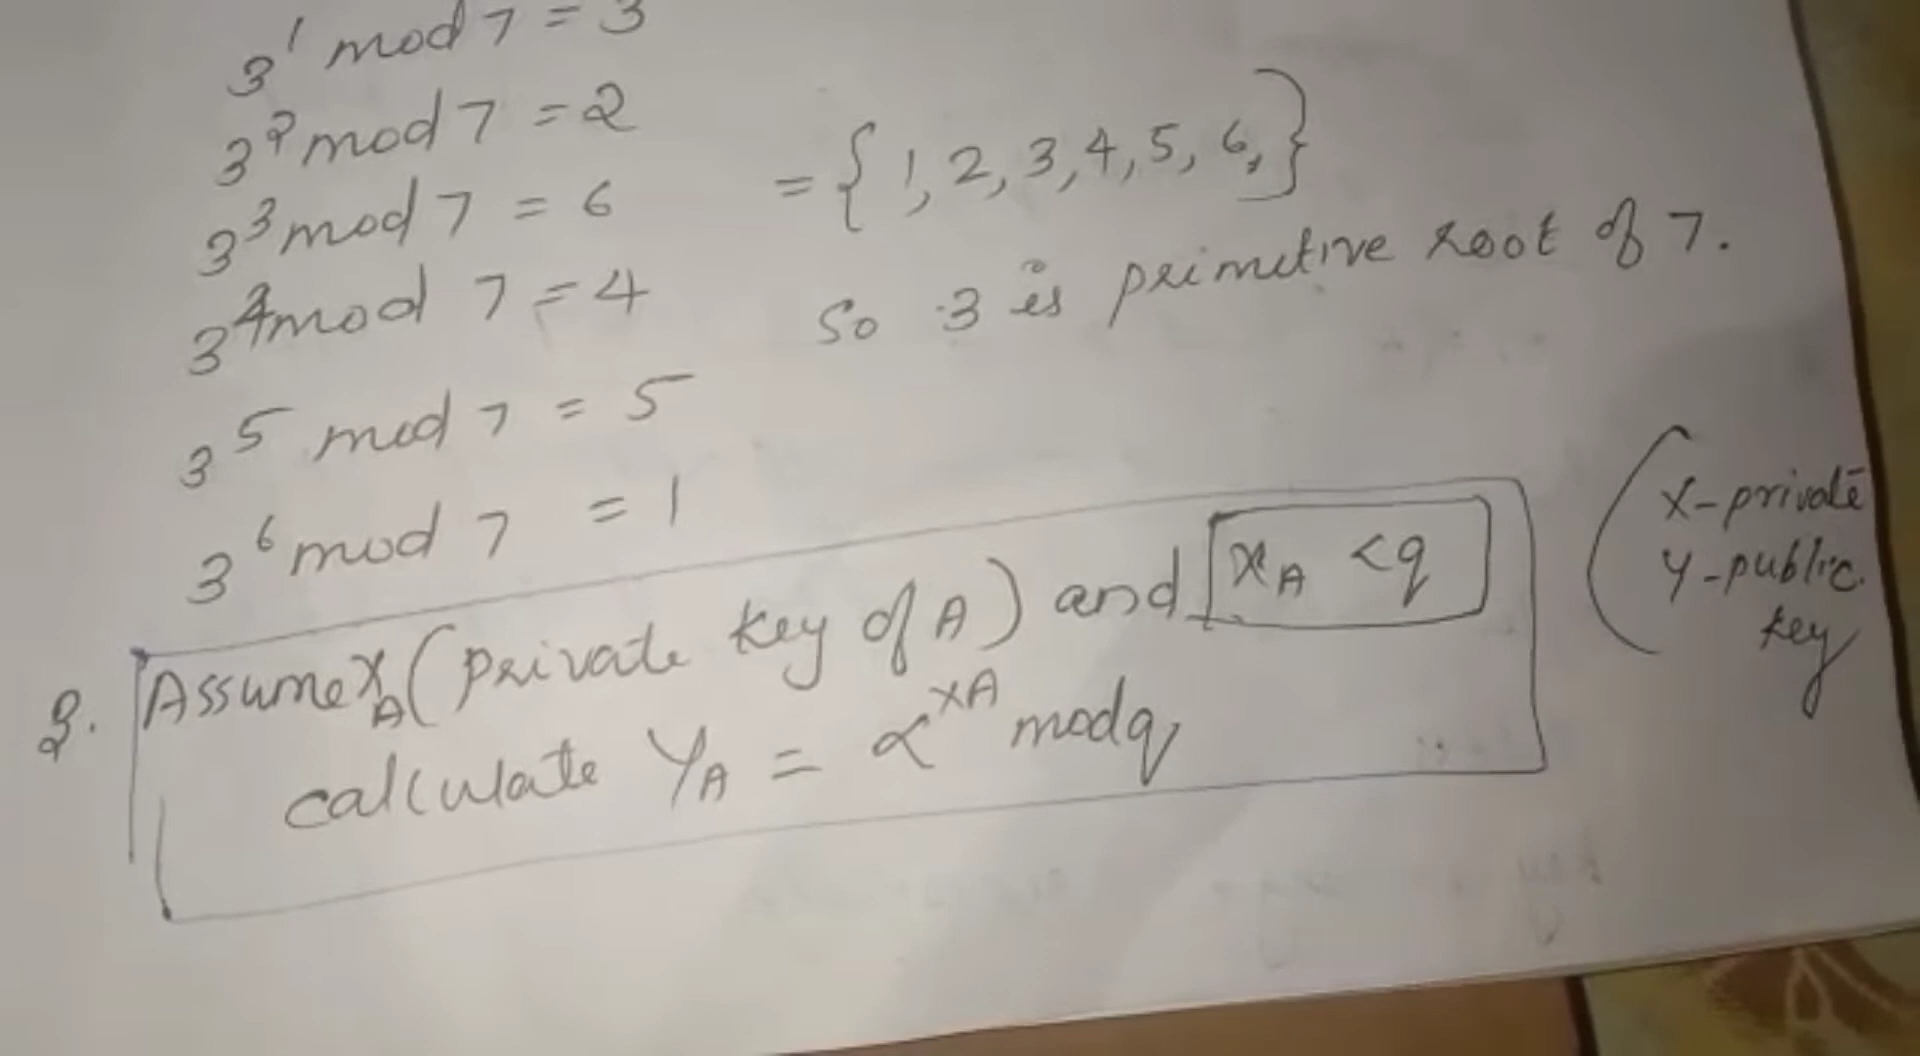 3¹ mod 7 = 3
3² mod 7 = 2
3³ mod 7 = 6
3⁴ mod 7 = 4
3⁵ mod 7 = 5
3⁶ mod 7 = 1
= {1, 2, 3, 4, 5, 6,}
So 3 is primitive root of 7.
(X-private
Y-public.
key
3. Assume X_A (private key of A) and x_A < q
calculate Y_A = α^XA mod q